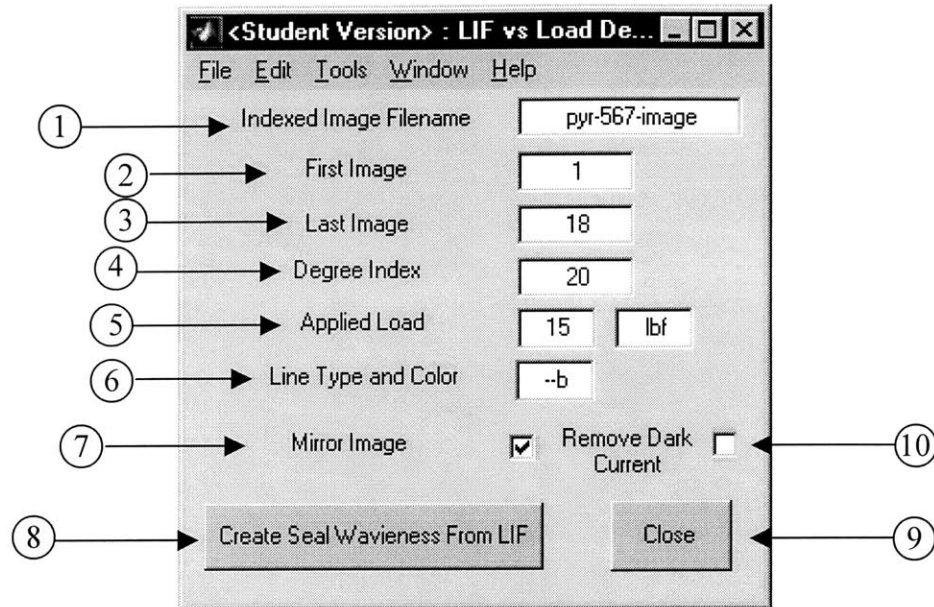 <Student Version> : LIF vs Load De...
File Edit Tools Window Help
1 Indexed Image Filename pyr-567-image
2 First Image 1
3 Last Image 18
4 Degree Index 20
5 Applied Load 15 lbf
6 Line Type and Color --b
7 Mirror Image Remove Dark 10
Current
8 Create Seal Wavieness From LIF Close 9